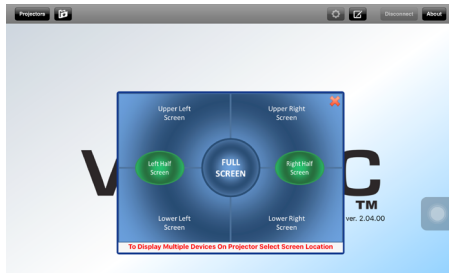 Projectors
Disconnect
About
Upper Left
Screen
Upper Right
Screen
Left Half
Screen
FULL
SCREEN
Right Half
Screen
V
C
TM
ver. 2.04.00
Lower Left
Screen
Lower Right
Screen
To Display Multiple Devices On Projector Select Screen Location